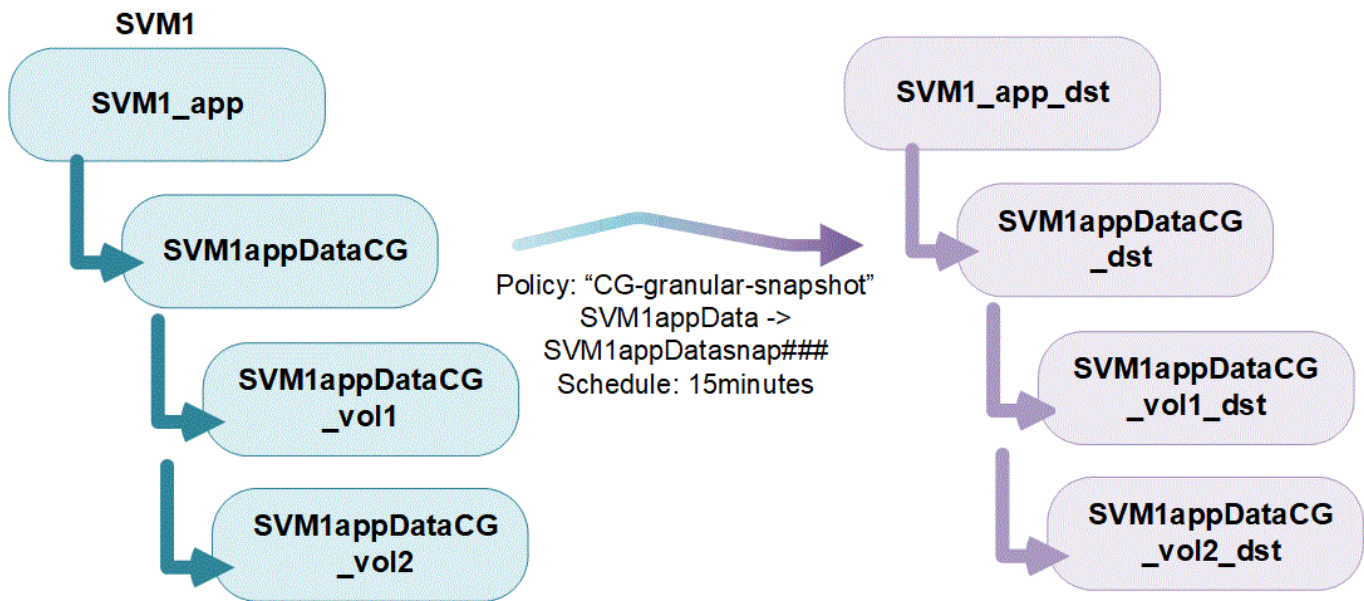 SVM1
SVM1_app
SVM1appDataCG
SVM1appDataCG
_vol1
SVM1appDataCG
_vol2
Policy: “CG-granular-snapshot”
SVM1appData ->
SVM1appDatasnap###
Schedule: 15minutes
SVM1_app_dst
SVM1appDataCG
_dst
SVM1appDataCG
_vol1_dst
SVM1appDataCG
_vol2_dst